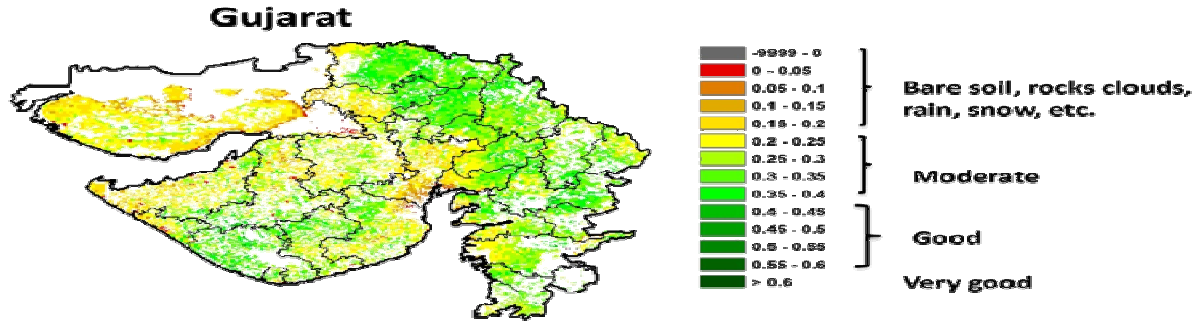 Gujarat
-9999 - 0
0 - 0.05
0.05 - 0.1
0.1 - 0.15
0.15 - 0.2
0.2 - 0.25
0.25 - 0.3
0.3 - 0.35
0.35 - 0.4
0.4 - 0.45
0.45 - 0.5
0.5 - 0.55
0.55 - 0.6
> 0.6
Bare soil, rocks clouds,
rain, snow, etc.
Moderate
Good
Very good